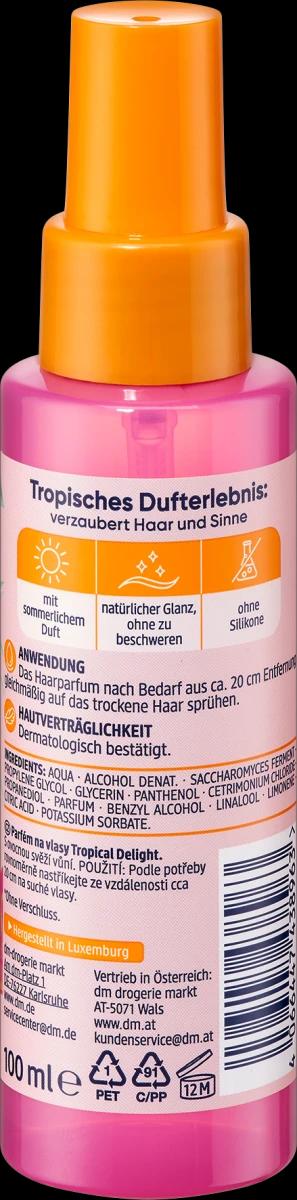 Tropisches Dufterlebnis:
verzaubert Haar und Sinne
mit
sommerlichem
Duft
natürlicher Glanz,
ohne zu
beschweren
ohne
Silikone
ANWENDUNG
Das Haarparfum nach Bedarf aus ca. 20 cm Entfernung
gleichmäßig auf das trockene Haar sprühen.
HAUTVERTRÄGLICHKEIT
Dermatologisch bestätigt.
INGREDIENTS: AQUA · ALCOHOL DENAT. · SACCHAROMYCES FERMENT
PROPYLENE GLYCOL · GLYCERIN · PANTHENOL · CETRIMONIUM CHLORIDE
PROPANEDIOL · PARFUM · BENZYL ALCOHOL · LINALOOL · LIMONENE
CITRIC ACID · POTASSIUM SORBATE.
Parfém na vlasy Tropical Delight.
S ovocnou svěží vůní. POUŽITÍ: Podle potřeby
rovnoměrně nastříkejte ze vzdálenosti cca
20 cm na suché vlasy.
*Ohne Verschluss.
Hergestellt in Luxemburg
dm-drogerie markt
dm-Platz 1
DE-76227 Karlsruhe
www.dm.de
servicecenter@dm.de
Vertrieb in Österreich:
dm drogerie markt
AT-5071 Wals
www.dm.at
kundenservice@dm.at
100 ml e
1
PET
91
C/PP
12 M